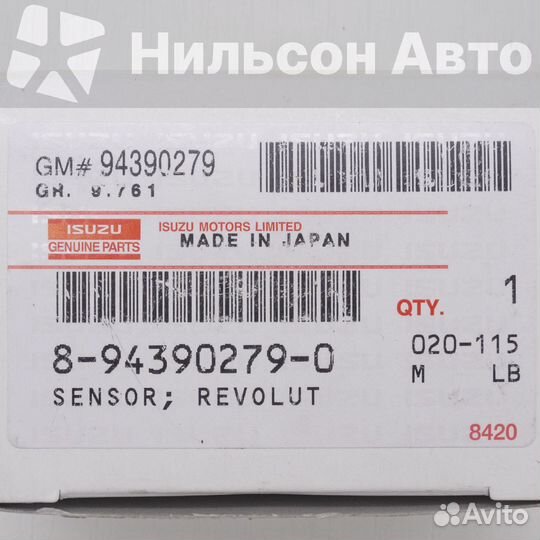 Нильсон Авто
GM# 94390279
GR. 9.761
ISUZU
GENUINE PARTS
ISUZU MOTORS LIMITED
MADE IN JAPAN
QTY. 1
8-94390279-0
020-115
SENSOR; REVOLUT
M LB
8420
Avito